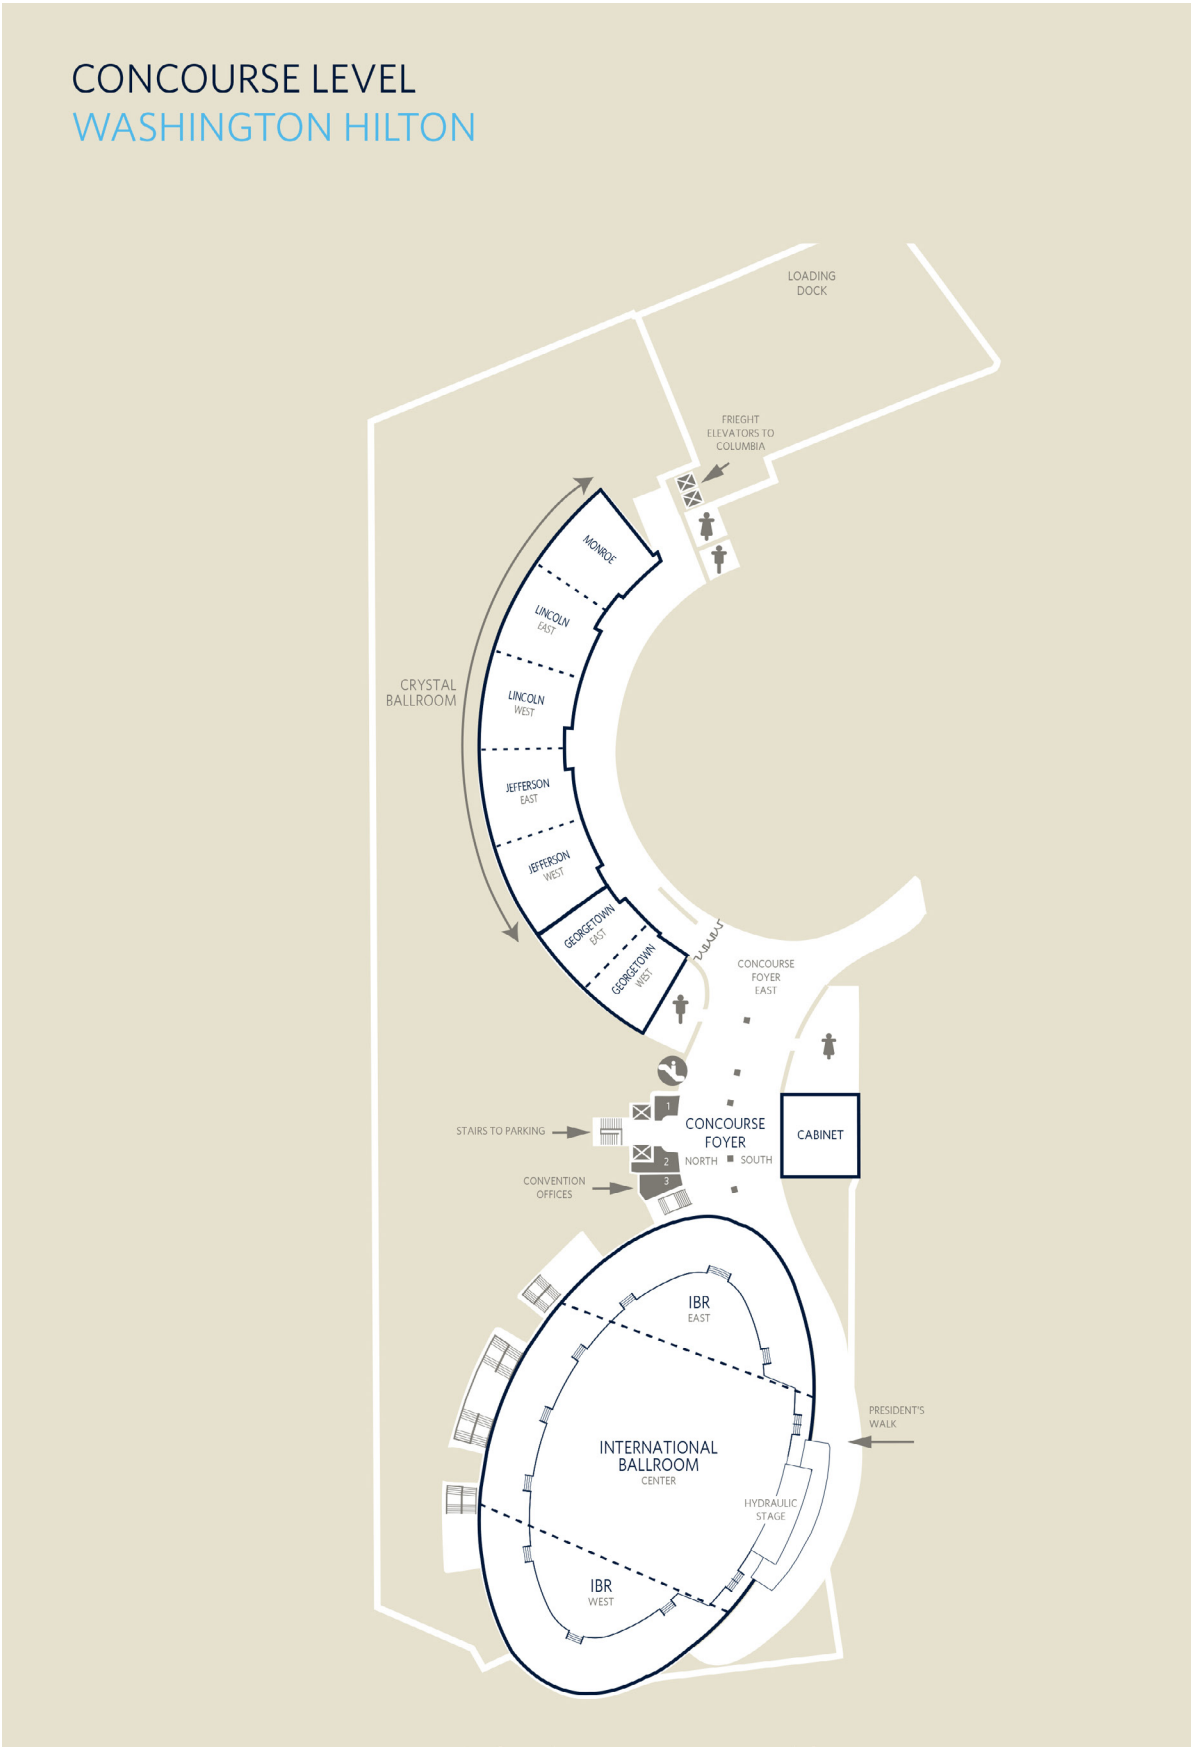 CONCOURSE LEVEL
WASHINGTON HILTON
LOADING
DOCK
FRIEGHT
ELEVATORS TO
COLUMBIA
MONROE
LINCOLN
EAST
CRYSTAL
BALLROOM
LINCOLN
WEST
JEFFERSON
EAST
JEFFERSON
WEST
GEORGETOWN
EAST
GEORGETOWN
WEST
CONCOURSE
FOYER
EAST
1
STAIRS TO PARKING
CONCOURSE
FOYER
NORTH
SOUTH
CABINET
2
3
CONVENTION
OFFICES
IBR
EAST
PRESIDENT'S
WALK
INTERNATIONAL
BALLROOM
CENTER
HYDRAULIC
STAGE
IBR
WEST